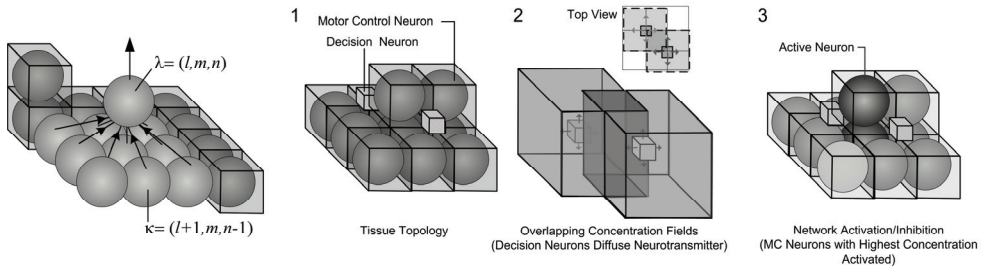 λ= (l,m,n)
κ= (l+1,m,n-1)
1
Motor Control Neuron
Decision Neuron
Tissue Topology
2
Top View
Overlapping Concentration Fields
(Decision Neurons Diffuse Neurotransmitter)
3
Active Neuron
Network Activation/Inhibition
(MC Neurons with Highest Concentration
Activated)